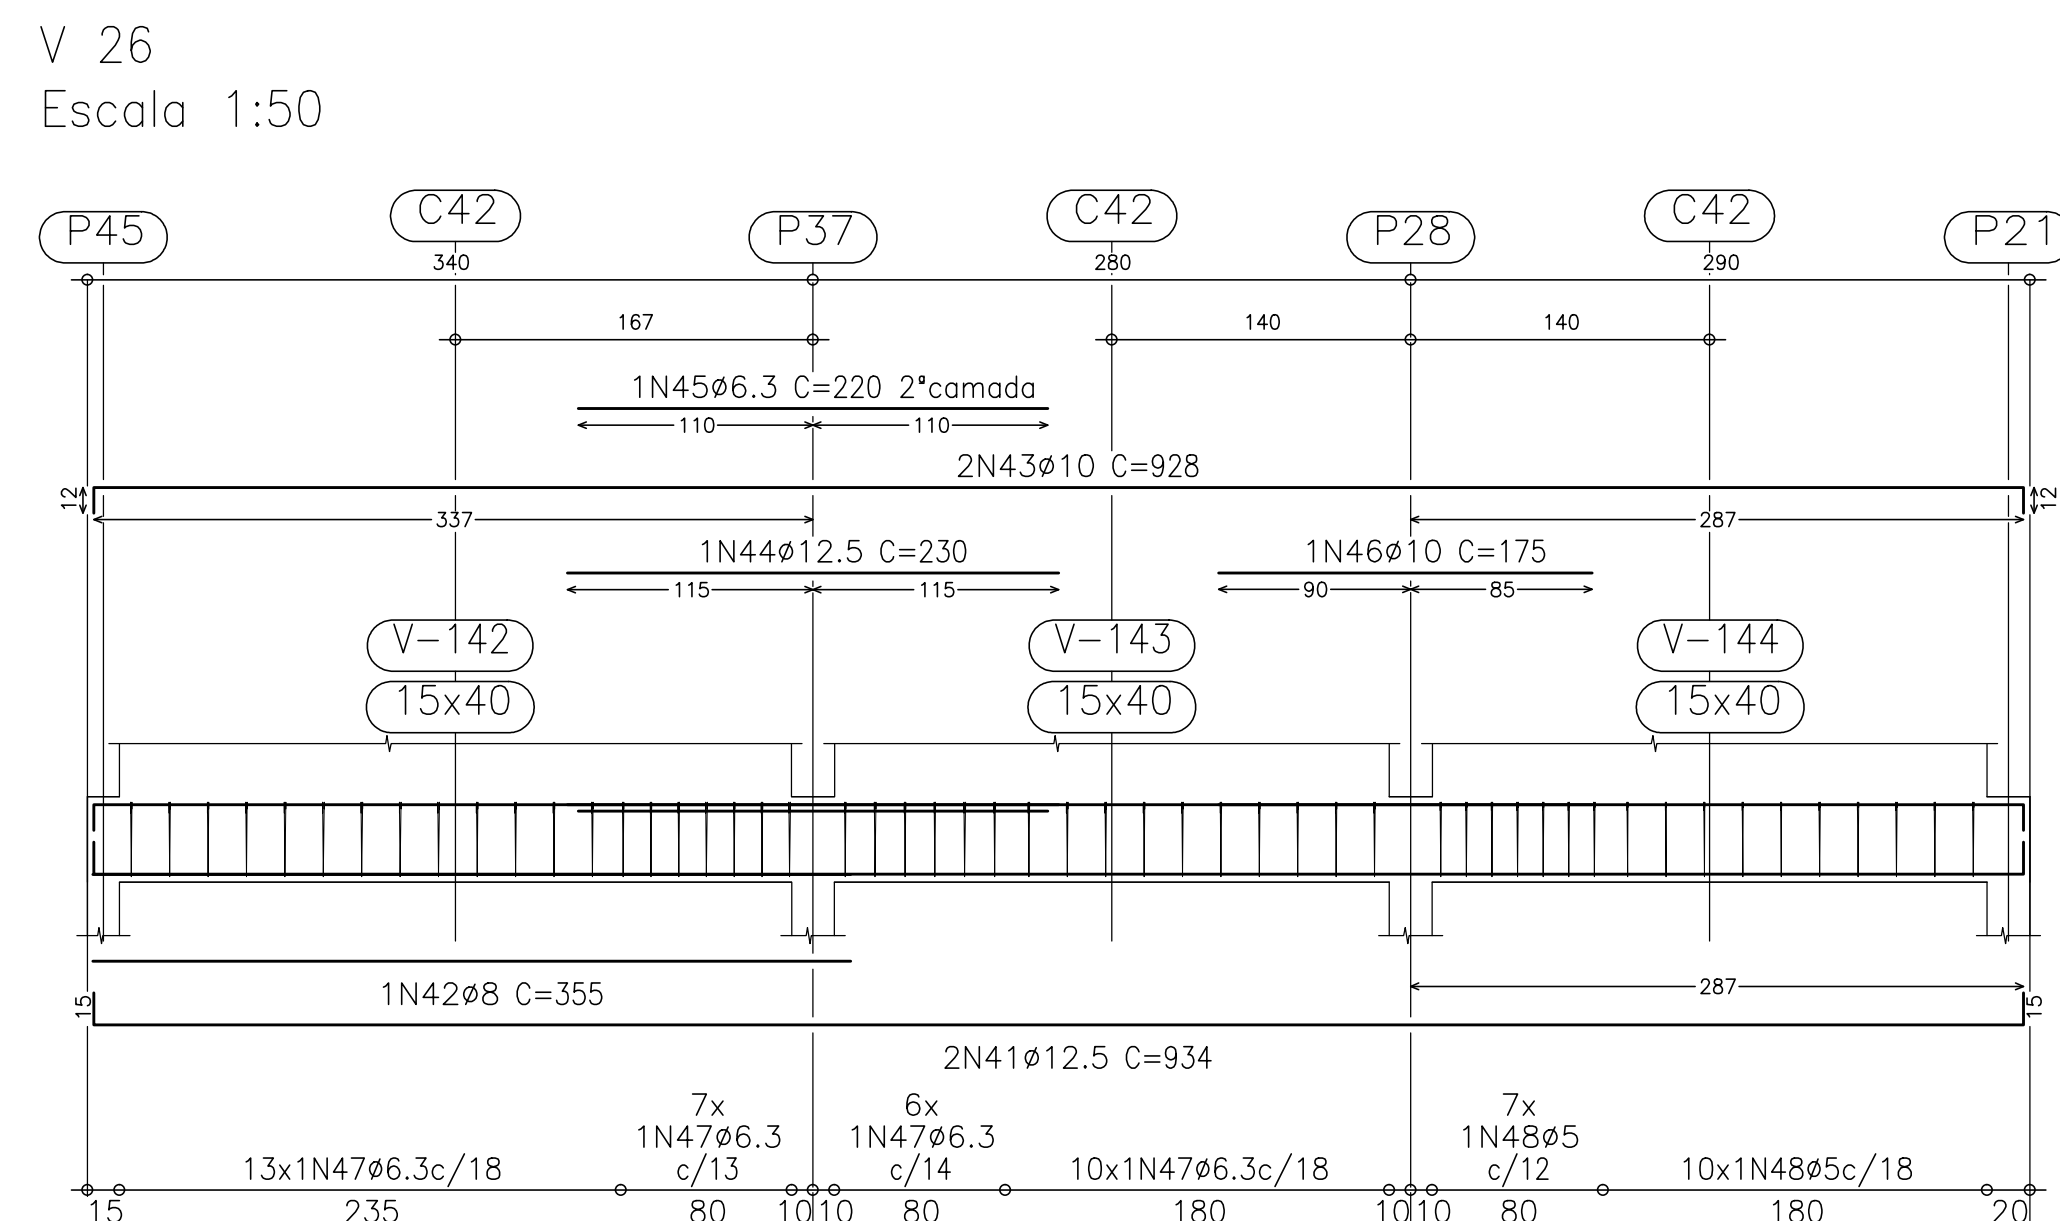 V 26
Escala 1:50
P45
C42
P37
C42
P28
C42
P21
340
280
290
167
140
140
1N45ø6.3 C=220 2ªcamada
110
110
2N43ø10 C=928
12
12
337
287
1N44ø12.5 C=230
1N46ø10 C=175
115
115
90
85
V-142
V-143
V-144
15x40
15x40
15x40
1N42ø8 C=355
287
15
15
2N41ø12.5 C=934
7x
6x
7x
1N47ø6.3
1N47ø6.3
1N48ø5
13x1N47ø6.3c/18
c/13
c/14
10x1N47ø6.3c/18
c/12
10x1N48ø5c/18
15
235
80
10
10
80
180
10
10
80
180
20